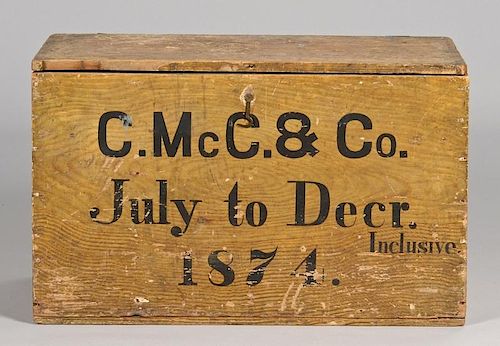 C.McC.& Co.
July to Decr.
Inclusive
1874.